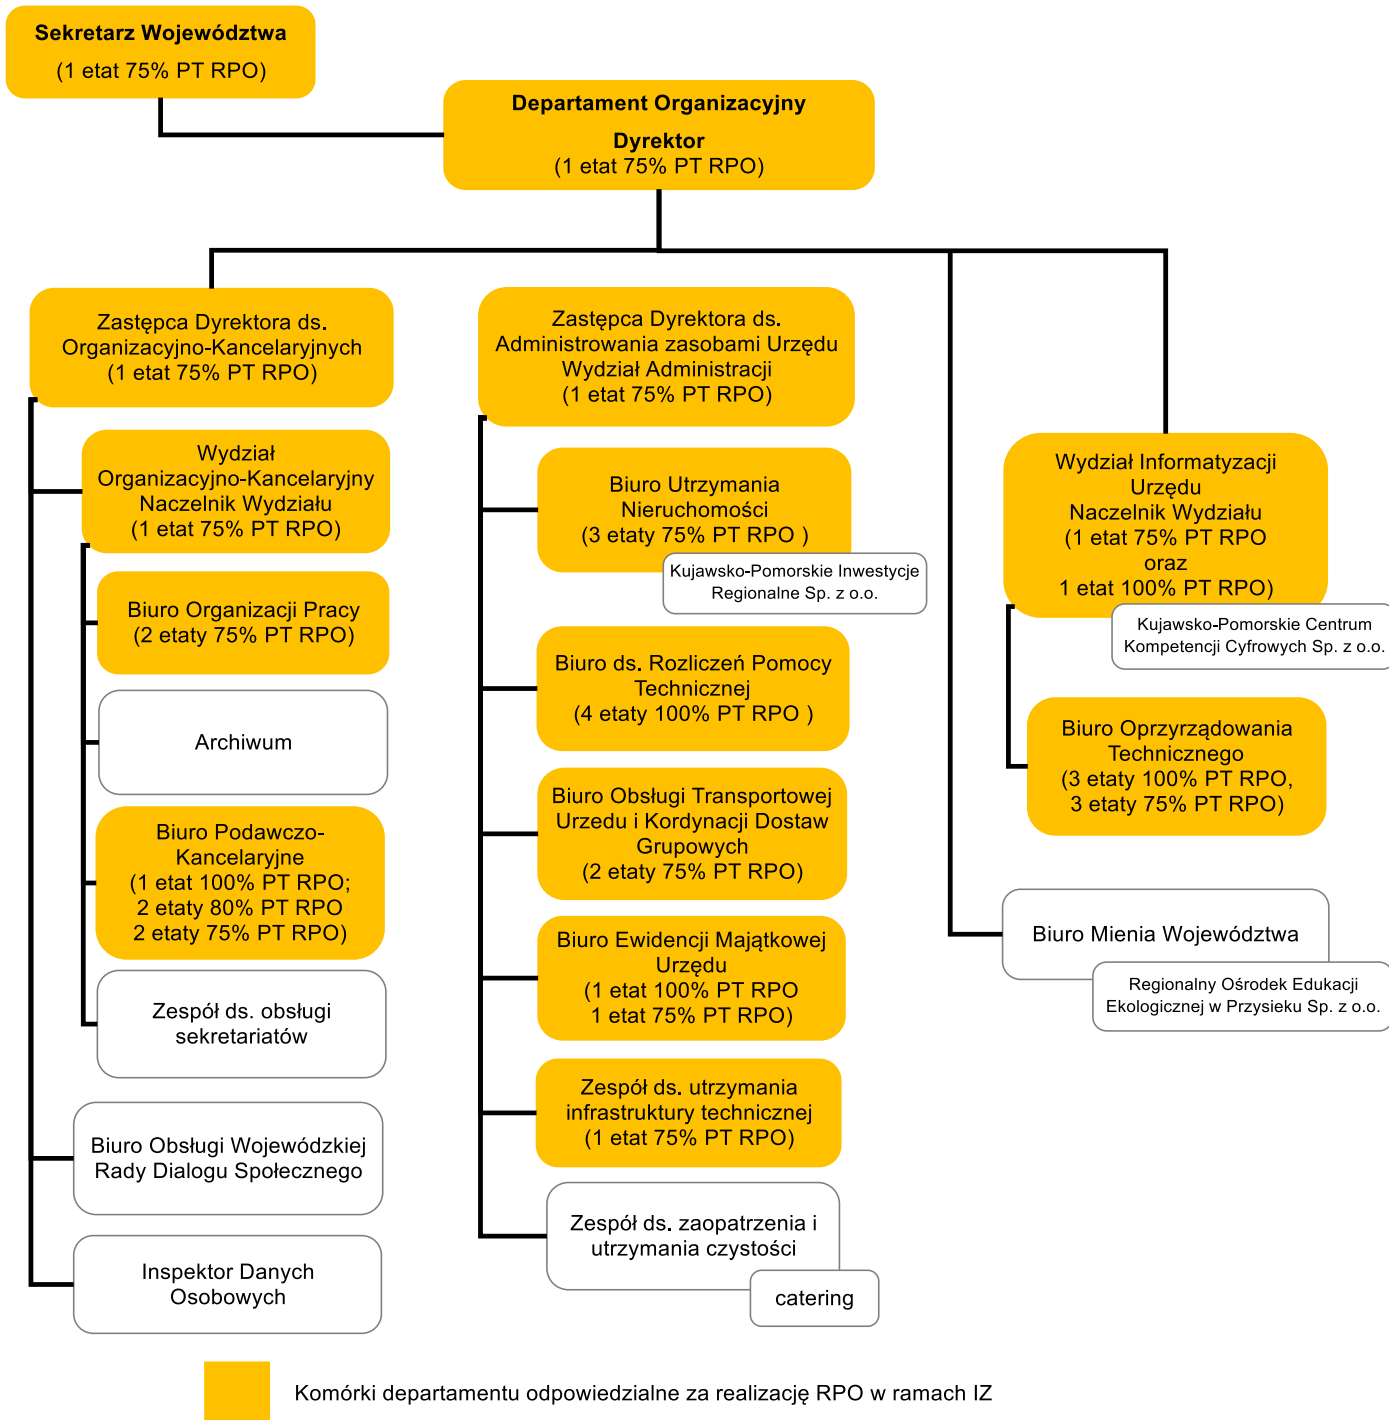 Sekretarz Województwa
(1 etat 75% PT RPO)
Departament Organizacyjny
Dyrektor
(1 etat 75% PT RPO)
Zastępca Dyrektora ds.
Organizacyjno-Kancelaryjnych
(1 etat 75% PT RPO)
Wydział
Organizacyjno-Kancelaryjny
Naczelnik Wydziału
(1 etat 75% PT RPO)
Biuro Organizacji Pracy
(2 etaty 75% PT RPO)
Archiwum
Biuro Podawczo-
Kancelaryjne
(1 etat 100% PT RPO;
2 etaty 80% PT RPO
2 etaty 75% PT RPO)
Zespół ds. obsługi
sekretariatów
Biuro Obsługi Wojewódzkiej
Rady Dialogu Społecznego
Inspektor Danych
Osobowych
Zastępca Dyrektora ds.
Administrowania zasobami Urzędu
Wydział Administracji
(1 etat 75% PT RPO)
Biuro Utrzymania
Nieruchomości
(3 etaty 75% PT RPO )
Kujawsko-Pomorskie Inwestycje
Regionalne Sp. z o.o.
Biuro ds. Rozliczeń Pomocy
Technicznej
(4 etaty 100% PT RPO )
Biuro Obsługi Transportowej
Urzedu i Kordynacji Dostaw
Grupowych
(2 etaty 75% PT RPO)
Biuro Ewidencji Majątkowej
Urzędu
(1 etat 100% PT RPO
1 etat 75% PT RPO)
Zespół ds. utrzymania
infrastruktury technicznej
(1 etat 75% PT RPO)
Zespół ds. zaopatrzenia i
utrzymania czystości
catering
Wydział Informatyzacji
Urzędu
Naczelnik Wydziału
(1 etat 75% PT RPO
oraz
1 etat 100% PT RPO)
Kujawsko-Pomorskie Centrum
Kompetencji Cyfrowych Sp. z o.o.
Biuro Oprzyrządowania
Technicznego
(3 etaty 100% PT RPO,
3 etaty 75% PT RPO)
Biuro Mienia Województwa
Regionalny Ośrodek Edukacji
Ekologicznej w Przysieku Sp. z o.o.
Komórki departamentu odpowiedzialne za realizację RPO w ramach IZ